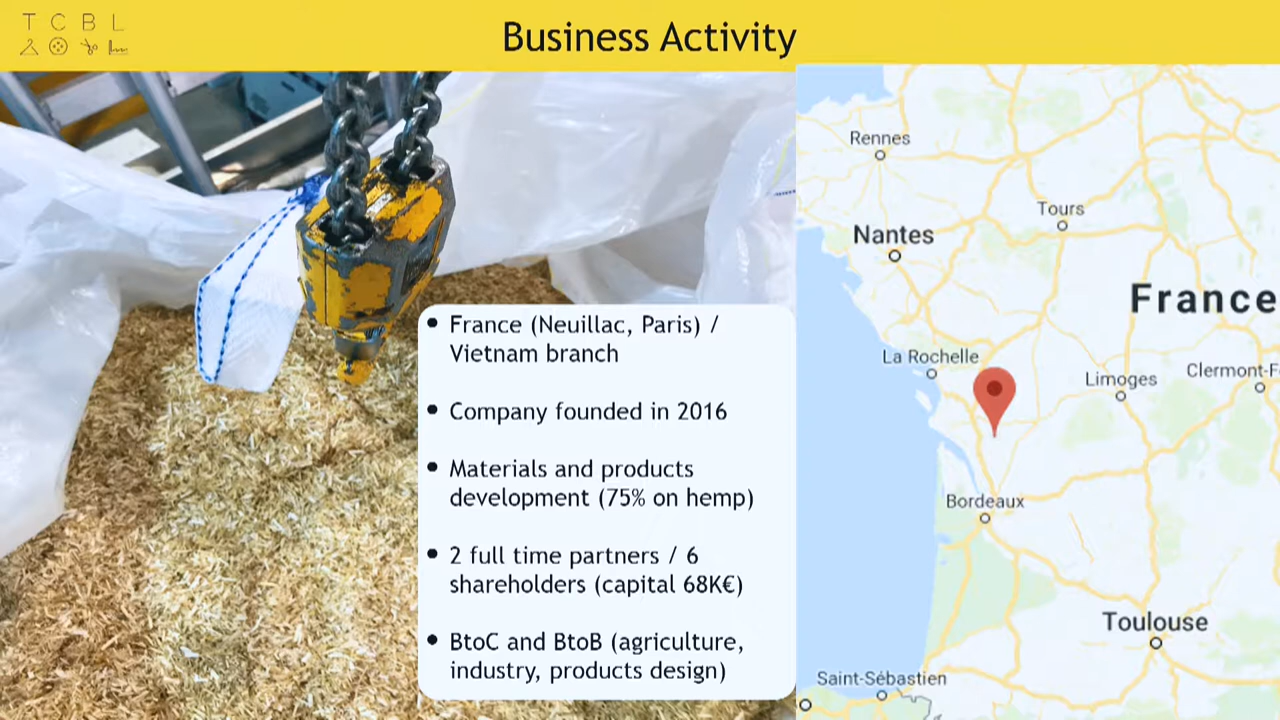 T C B L
Business Activity
France (Neuillac, Paris) /
Vietnam branch
Company founded in 2016
Materials and products
development (75% on hemp)
2 full time partners / 6
shareholders (capital 68K€)
BtoC and BtoB (agriculture,
industry, products design)
Rennes
Tours
Nantes
France
La Rochelle
Limoges
Clermont-F
Bordeaux
Toulouse
Saint-Sébastien